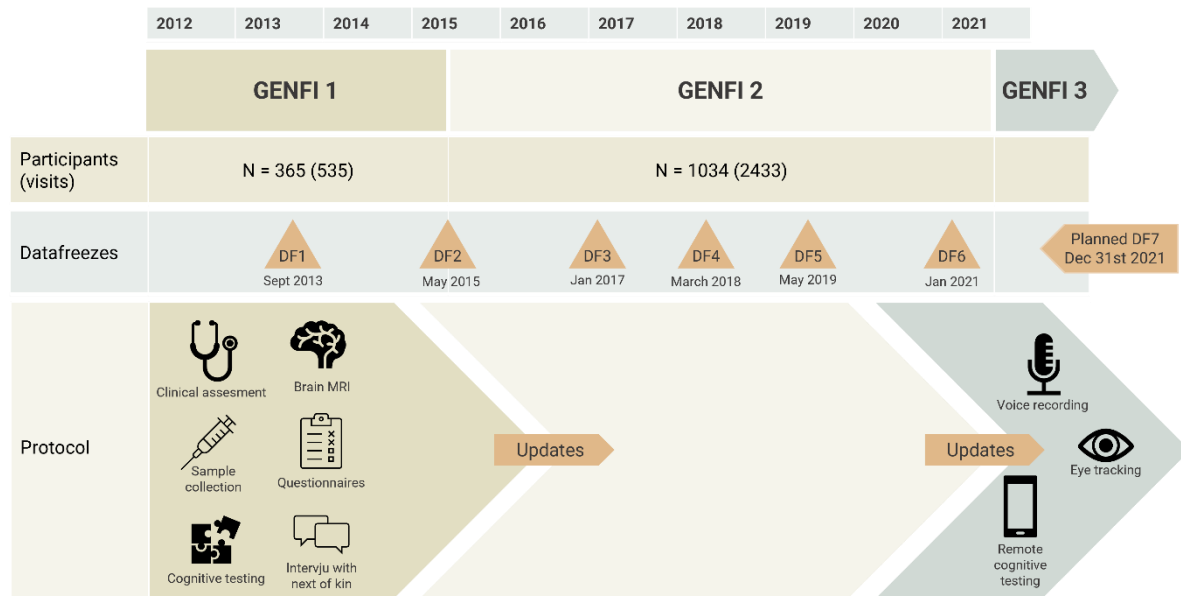 2012 2013 2014 2015 2016 2017 2018 2019 2020 2021
GENFI 1
GENFI 2
GENFI 3
Participants
(visits)
N = 365 (535)
N = 1034 (2433)
Datafreezes
DF1
Sept 2013
DF2
May 2015
DF3
Jan 2017
DF4
March 2018
DF5
May 2019
DF6
Jan 2021
Planned DF7
Dec 31st 2021
Protocol
Clinical assesment
Brain MRI
Sample
collection
Questionnaires
Cognitive testing
Intervju with
next of kin
Updates
Updates
Voice recording
Eye tracking
Remote
cognitive
testing